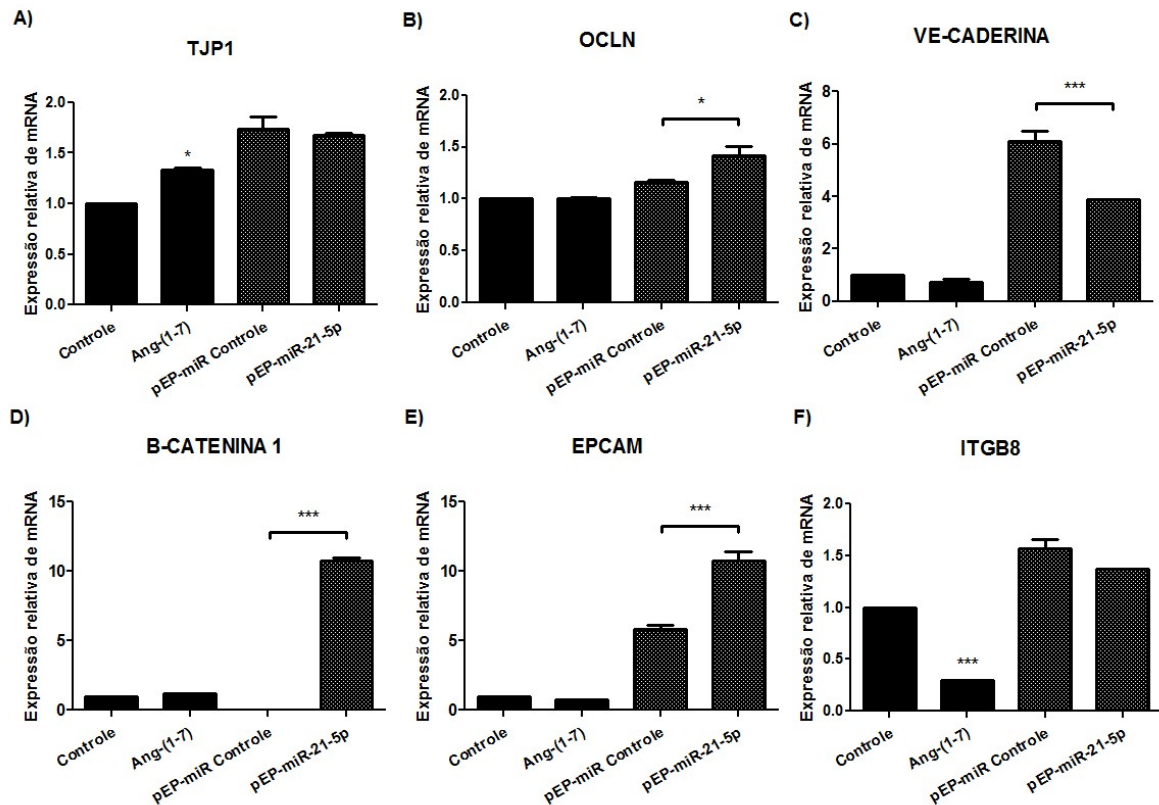 A)
TJP1
Expressão relativa de mRNA
2.0
1.5
1.0
0.5
0.0
*
Controle
Ang-(1-7)
pEP-miR Controle
pEP-miR-21-5p
B)
OCLN
Expressão relativa de mRNA
2.0
1.5
1.0
0.5
0.0
*
Controle
Ang-(1-7)
pEP-miR Controle
pEP-miR-21-5p
C)
VE-CADERINA
Expressão relativa de mRNA
8
6
4
2
0
***
Controle
Ang-(1-7)
pEP-miR Controle
pEP-miR-21-5p
D)
B-CATENINA 1
Expressão relativa de mRNA
15
10
5
0
***
Controle
Ang-(1-7)
pEP-miR Controle
pEP-miR-21-5p
E)
EPCAM
Expressão relativa de mRNA
15
10
5
0
***
Controle
Ang-(1-7)
pEP-miR Controle
pEP-miR-21-5p
F)
ITGB8
Expressão relativa de mRNA
2.0
1.5
1.0
0.5
0.0
***
Controle
Ang-(1-7)
pEP-miR Controle
pEP-miR-21-5p